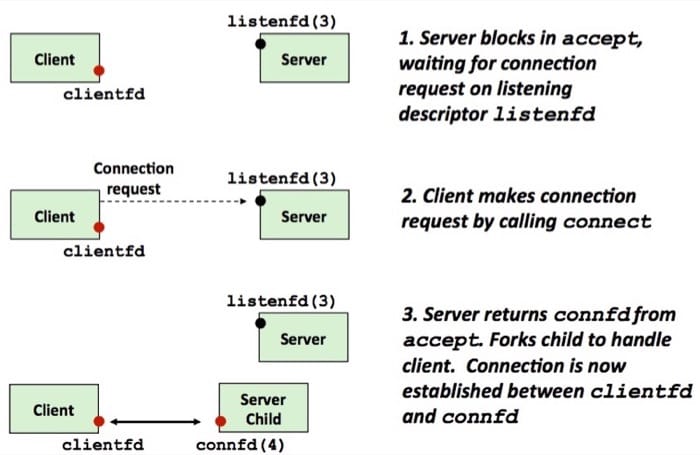 listenfd(3)
Client
Server
clientfd
1. Server blocks in accept,
waiting for connection
request on listening
descriptor listenfd
Connection
request
listenfd(3)
Client
Server
clientfd
2. Client makes connection
request by calling connect
listenfd(3)
Server
Client
Server
Child
clientfd
connfd(4)
3. Server returns connfd from
accept. Forks child to handle
client. Connection is now
established between clientfd
and connfd